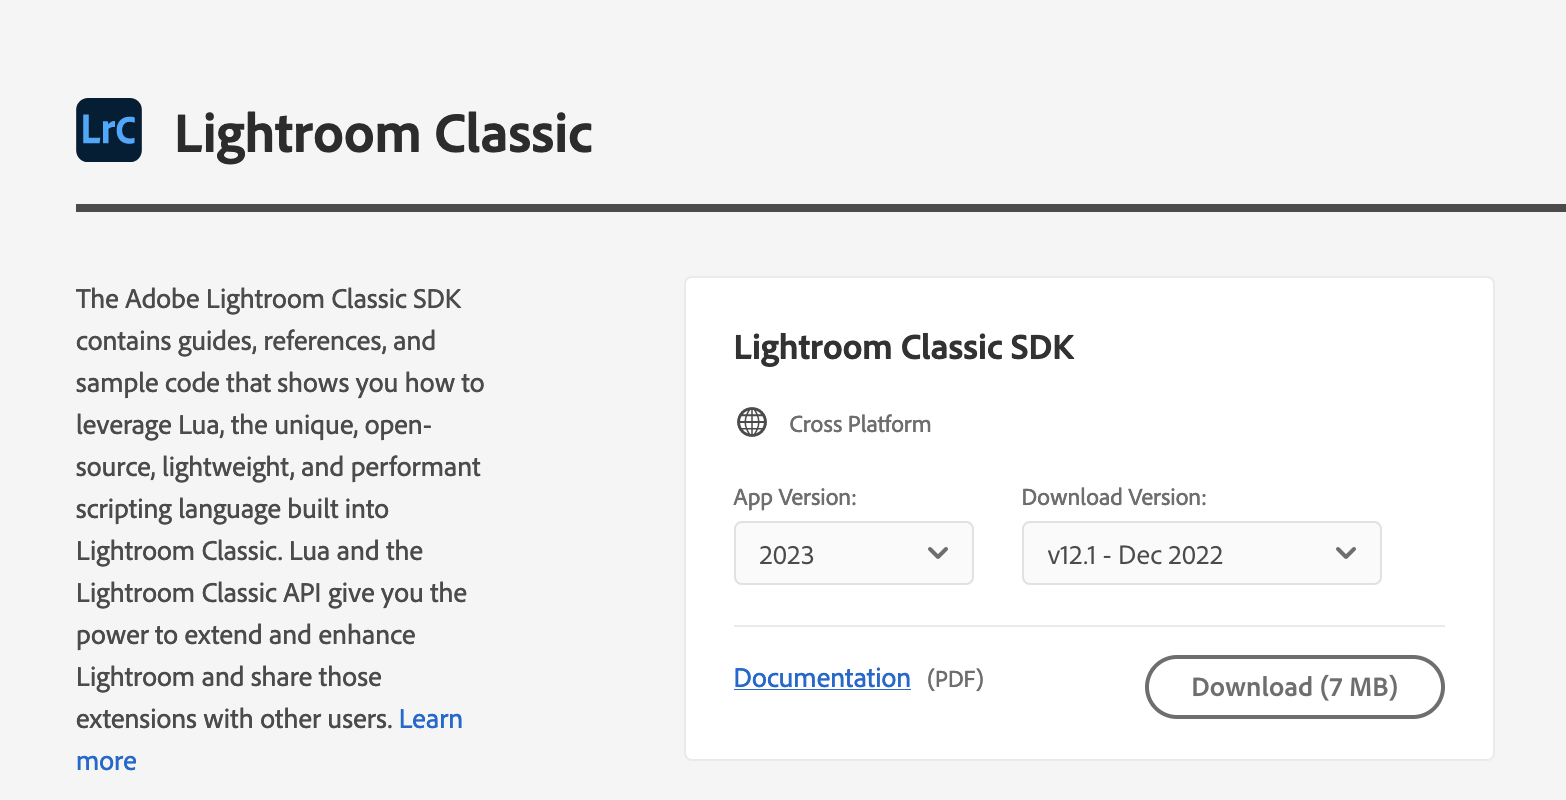 LrC
Lightroom Classic
The Adobe Lightroom Classic SDK
contains guides, references, and
sample code that shows you how to
leverage Lua, the unique, open-
source, lightweight, and performant
scripting language built into
Lightroom Classic. Lua and the
Lightroom Classic API give you the
power to extend and enhance
Lightroom and share those
extensions with other users. Learn
more
Lightroom Classic SDK
Cross Platform
App Version:
Download Version:
2023
v12.1 - Dec 2022
Documentation (PDF)
Download (7 MB)